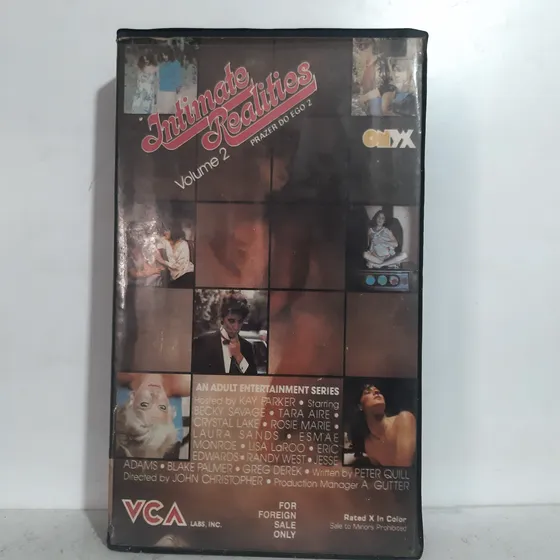 Intimate
Realities
Volume 2
PRAZER DO EGO 2
ONYX
AN ADULT ENTERTAINMENT SERIES
Hosted by KAY PARKER • Starring
BECKY SAVAGE • TARA AIRE •
CRYSTAL LAKE • ROSIE MARIE •
LAURA SANDS • ESMAE
MONROE • LISA LaROO • ERIC
EDWARDS • RANDY WEST • JESSE
ADAMS • BLAKE PALMER • GREG DEREK • Written by PETER QUILL
Directed by JOHN CHRISTOPHER • Production Manager A. GUTTER
VCA LABS, INC.
FOR
FOREIGN
SALE
ONLY
Rated X In Color
Sale to Minors Prohibited